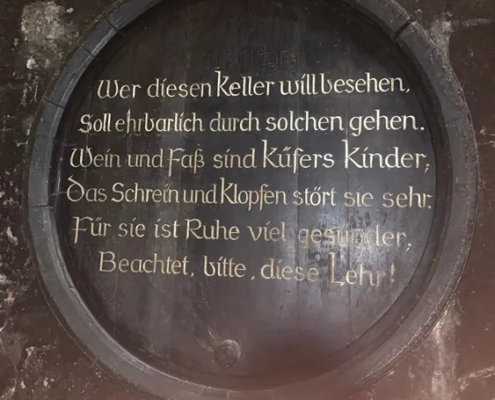 Wer diesen Keller will besehen,
Soll ehrbarlich durch solchen gehen.
Wein und Faß sind Küfers Kinder,
Das Schrein und Klopfen stört sie sehr.
Für sie ist Ruhe viel gesünder,
Beachtet, bitte, diese Lehr!